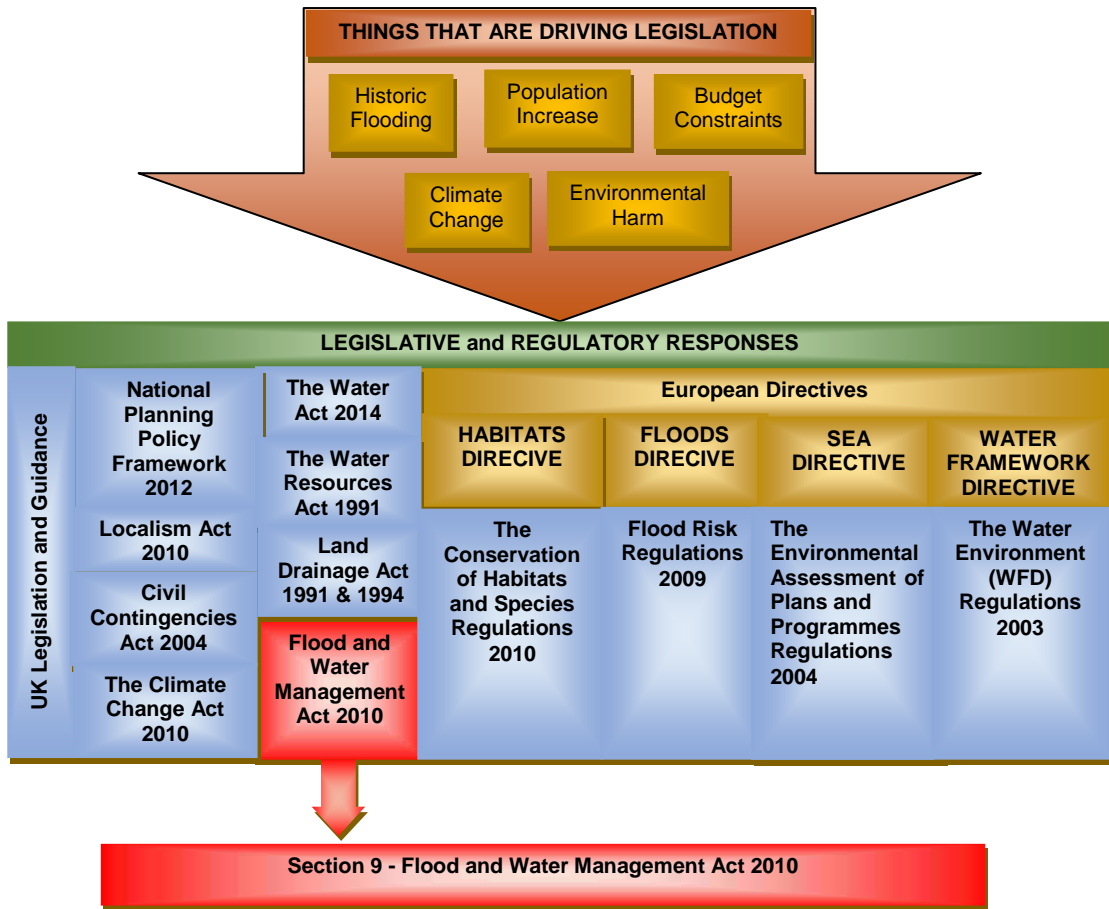 THINGS THAT ARE DRIVING LEGISLATION
Historic
Flooding
Population
Increase
Budget
Constraints
Climate
Change
Environmental
Harm
LEGISLATIVE and REGULATORY RESPONSES
UK Legislation and Guidance
National
Planning
Policy
Framework
2012
Localism Act
2010
Civil
Contingencies
Act 2004
The Climate
Change Act
2010
The Water
Act 2014
The Water
Resources
Act 1991
Land
Drainage Act
1991 & 1994
Flood and
Water
Management
Act 2010
European Directives
HABITATS
DIRECIVE
The
Conservation
of Habitats
and Species
Regulations
2010
FLOODS
DIRECIVE
Flood Risk
Regulations
2009
SEA
DIRECTIVE
The
Environmental
Assessment of
Plans and
Programmes
Regulations
2004
WATER
FRAMEWORK
DIRECTIVE
The Water
Environment
(WFD)
Regulations
2003
Section 9 - Flood and Water Management Act 2010